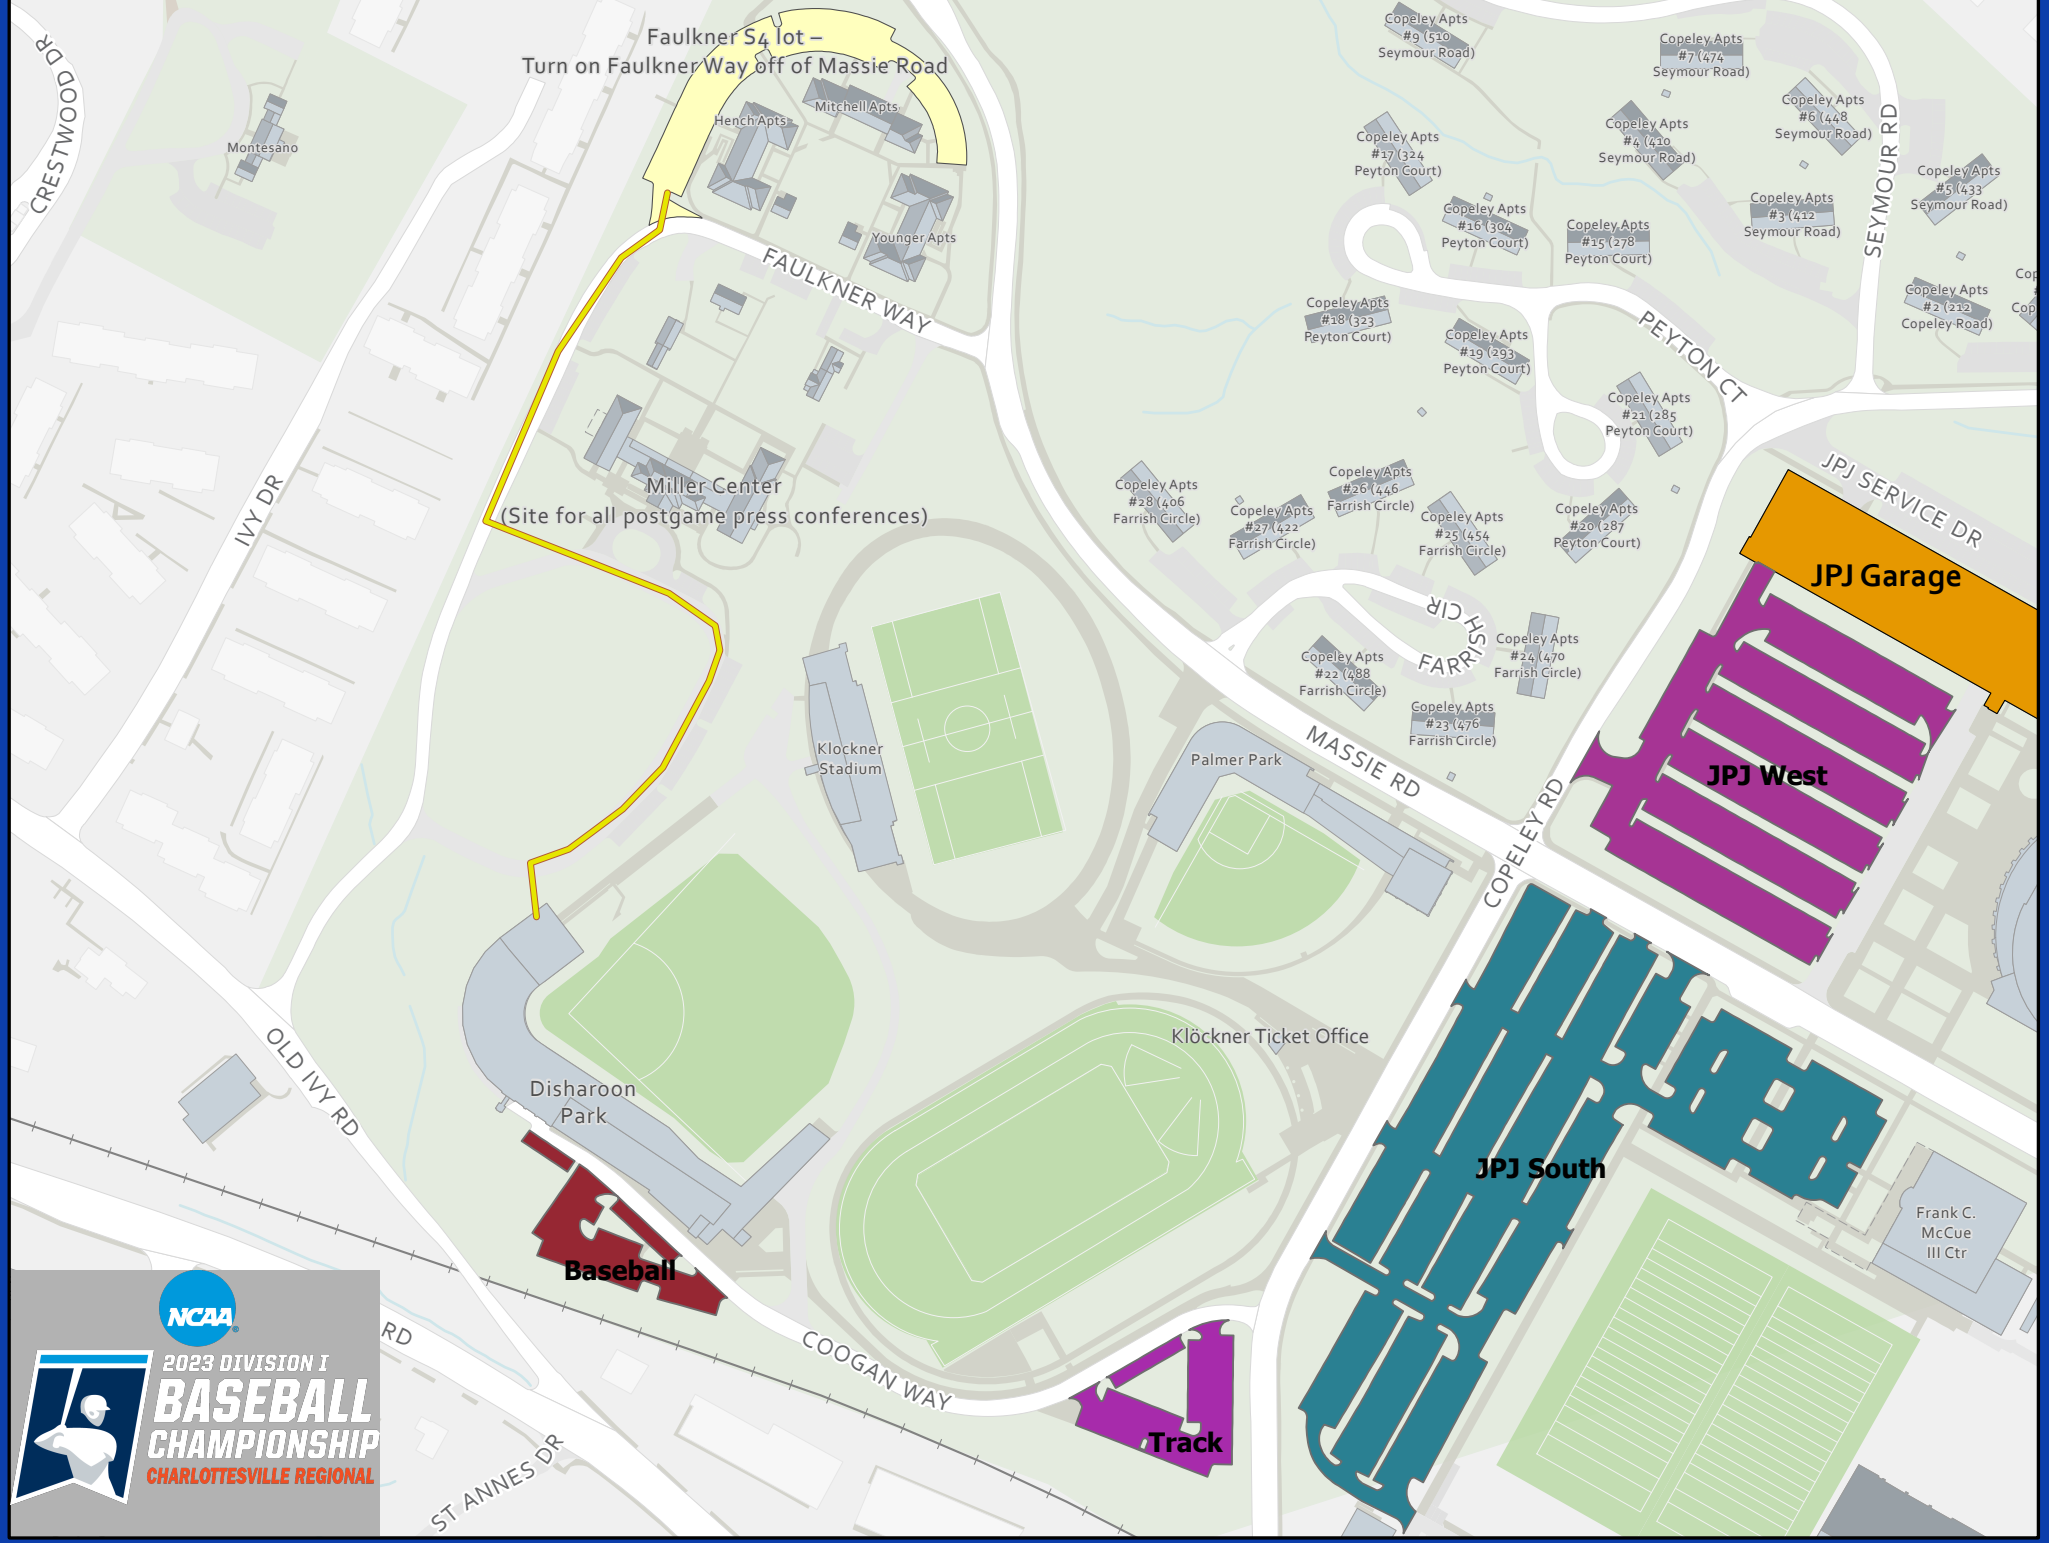 Faulkner S4 lot –
Turn on Faulkner Way off of Massie Road
CRESTWOOD DR
Montesano
Hench Apts
Mitchell Apts
Younger Apts
FAULKNER WAY
IVY DR
Miller Center
(Site for all postgame press conferences)
Copeley Apts
#9 (510
Seymour Road)
Copeley Apts
#7 (474
Seymour Road)
Copeley Apts
#6 (448
Seymour Road)
Copeley Apts
#17 (324
Peyton Court)
Copeley Apts
#4 (410
Seymour Road)
SEYMOUR RD
Copeley Apts
#5 (433
Seymour Road)
Copeley Apts
#16 (304
Peyton Court)
Copeley Apts
#15 (278
Peyton Court)
Copeley Apts
#3 (412
Seymour Road)
Copeley Apts
#18 (323
Peyton Court)
Copeley Apts
#19 (293
Peyton Court)
Copeley Apts
#2 (212
Copeley Road)
Cop
Cop
PEYTON CT
Copeley Apts
#21 (285
Peyton Court)
Copeley Apts
#28 (406
Farrish Circle)
Copeley Apts
#27 (422
Farrish Circle)
Copeley Apts
#26 (446
Farrish Circle)
Copeley Apts
#25 (454
Farrish Circle)
Copeley Apts
#20 (287
Peyton Court)
JPJ SERVICE DR
JPJ Garage
FARRISH CIR
Copeley Apts
#22 (488
Farrish Circle)
Copeley Apts
#24 (470
Farrish Circle)
Copeley Apts
#23 (476
Farrish Circle)
Klockner
Stadium
Palmer Park
MASSIE RD
COPELEY RD
JPJ West
Klöckner Ticket Office
OLD IVY RD
Disharoon
Park
JPJ South
Frank C.
McCue
III Ctr
Baseball
COOGAN WAY
Track
RD
ST ANNES DR
NCAA
2023 DIVISION I
BASEBALL
CHAMPIONSHIP
CHARLOTTESVILLE REGIONAL